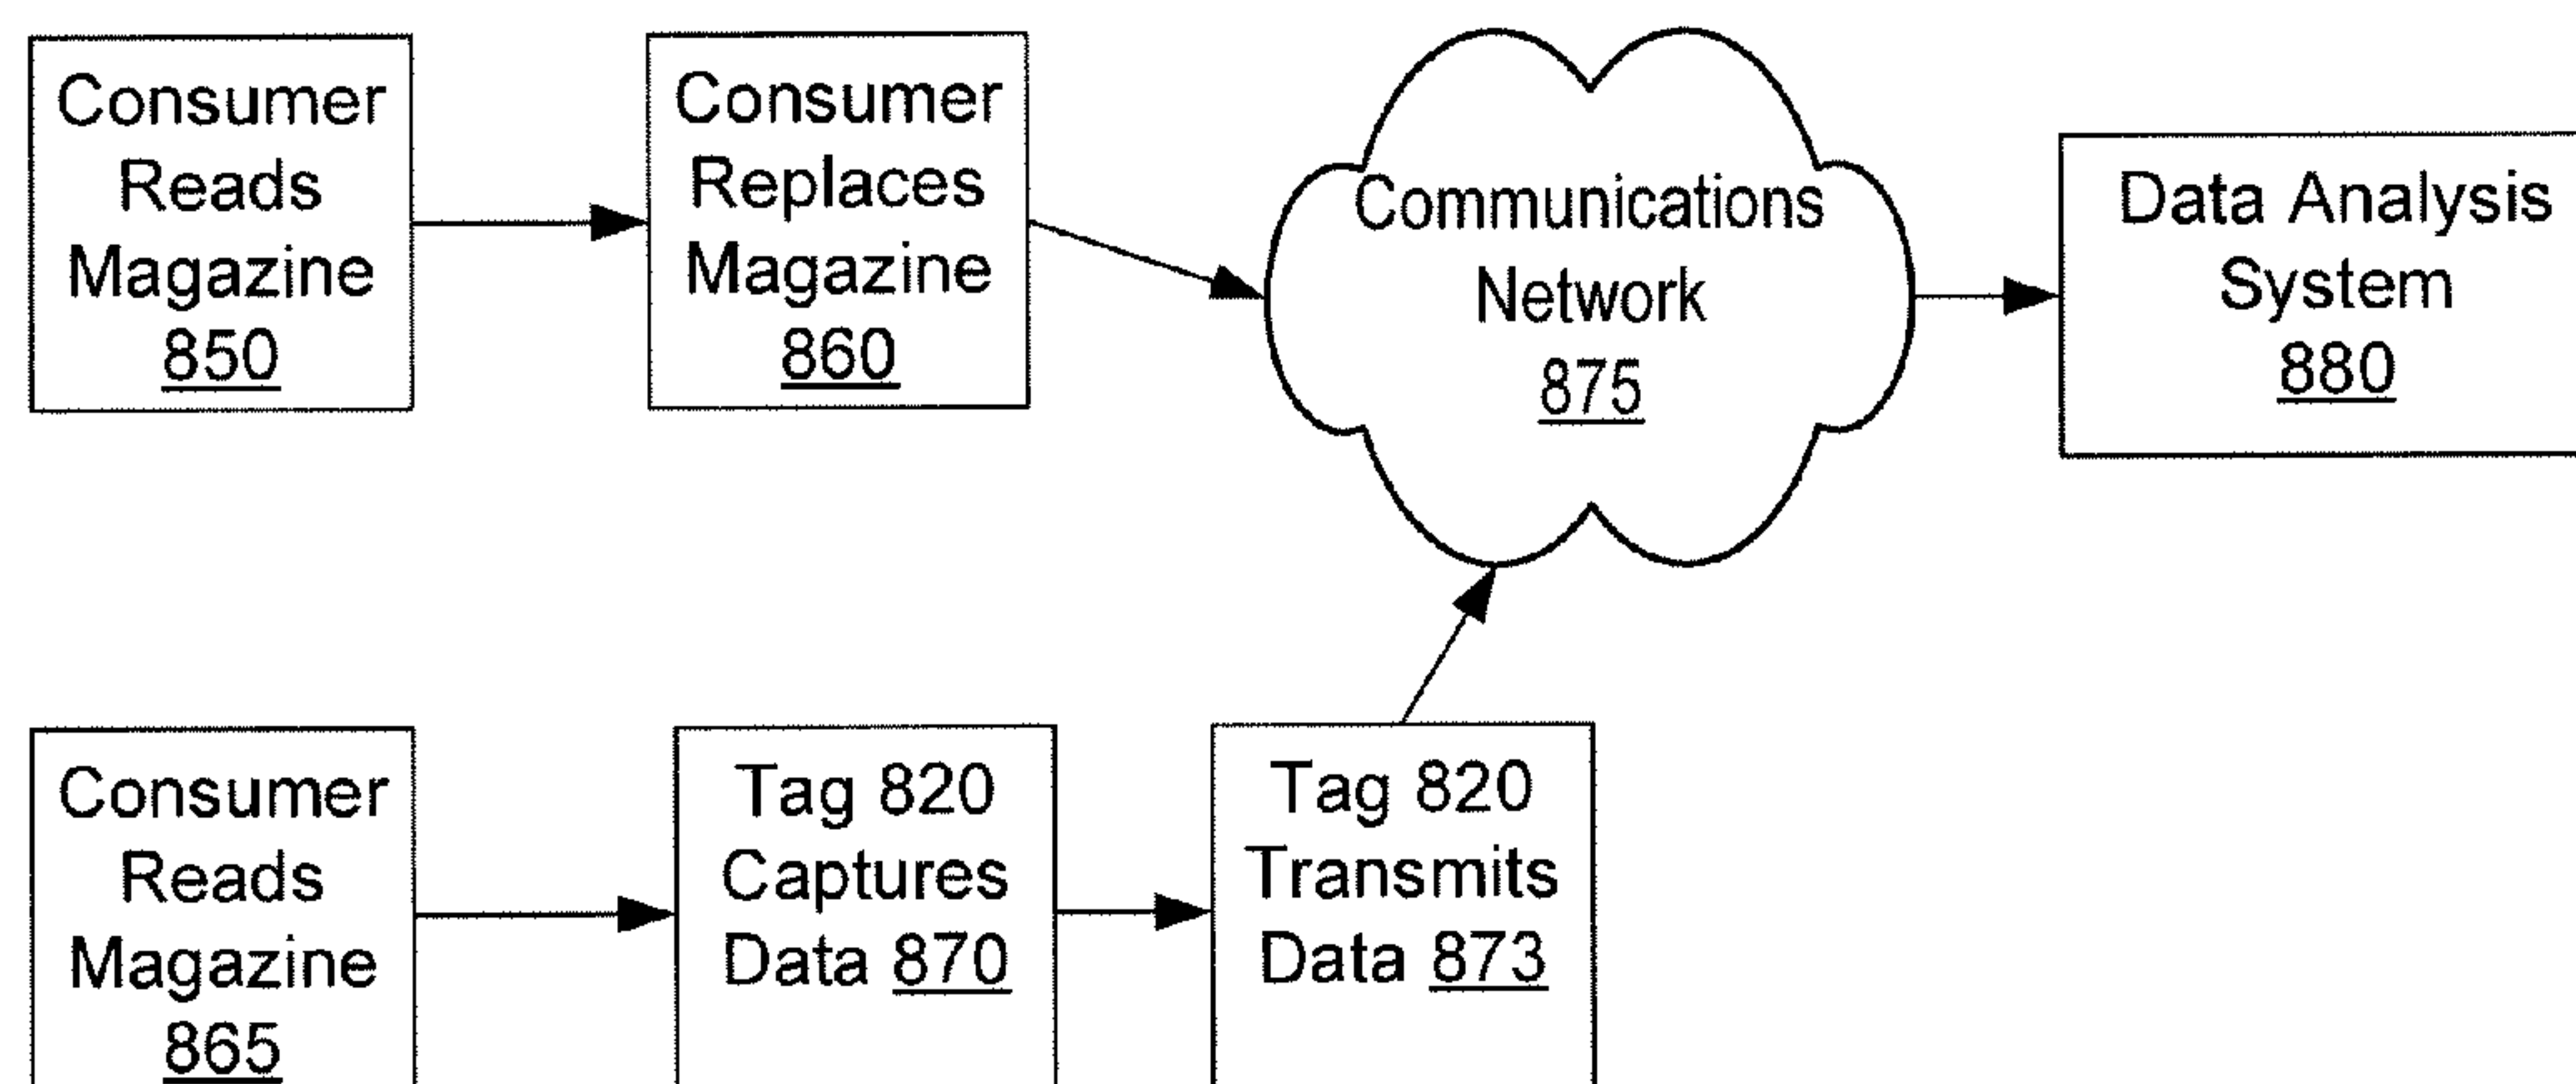 Consumer
Reads
Magazine
850
Consumer
Replaces
Magazine
860
Communications
Network
875
Data Analysis
System
880
Consumer
Reads
Magazine
865
Tag 820
Captures
Data 870
Tag 820
Transmits
Data 873